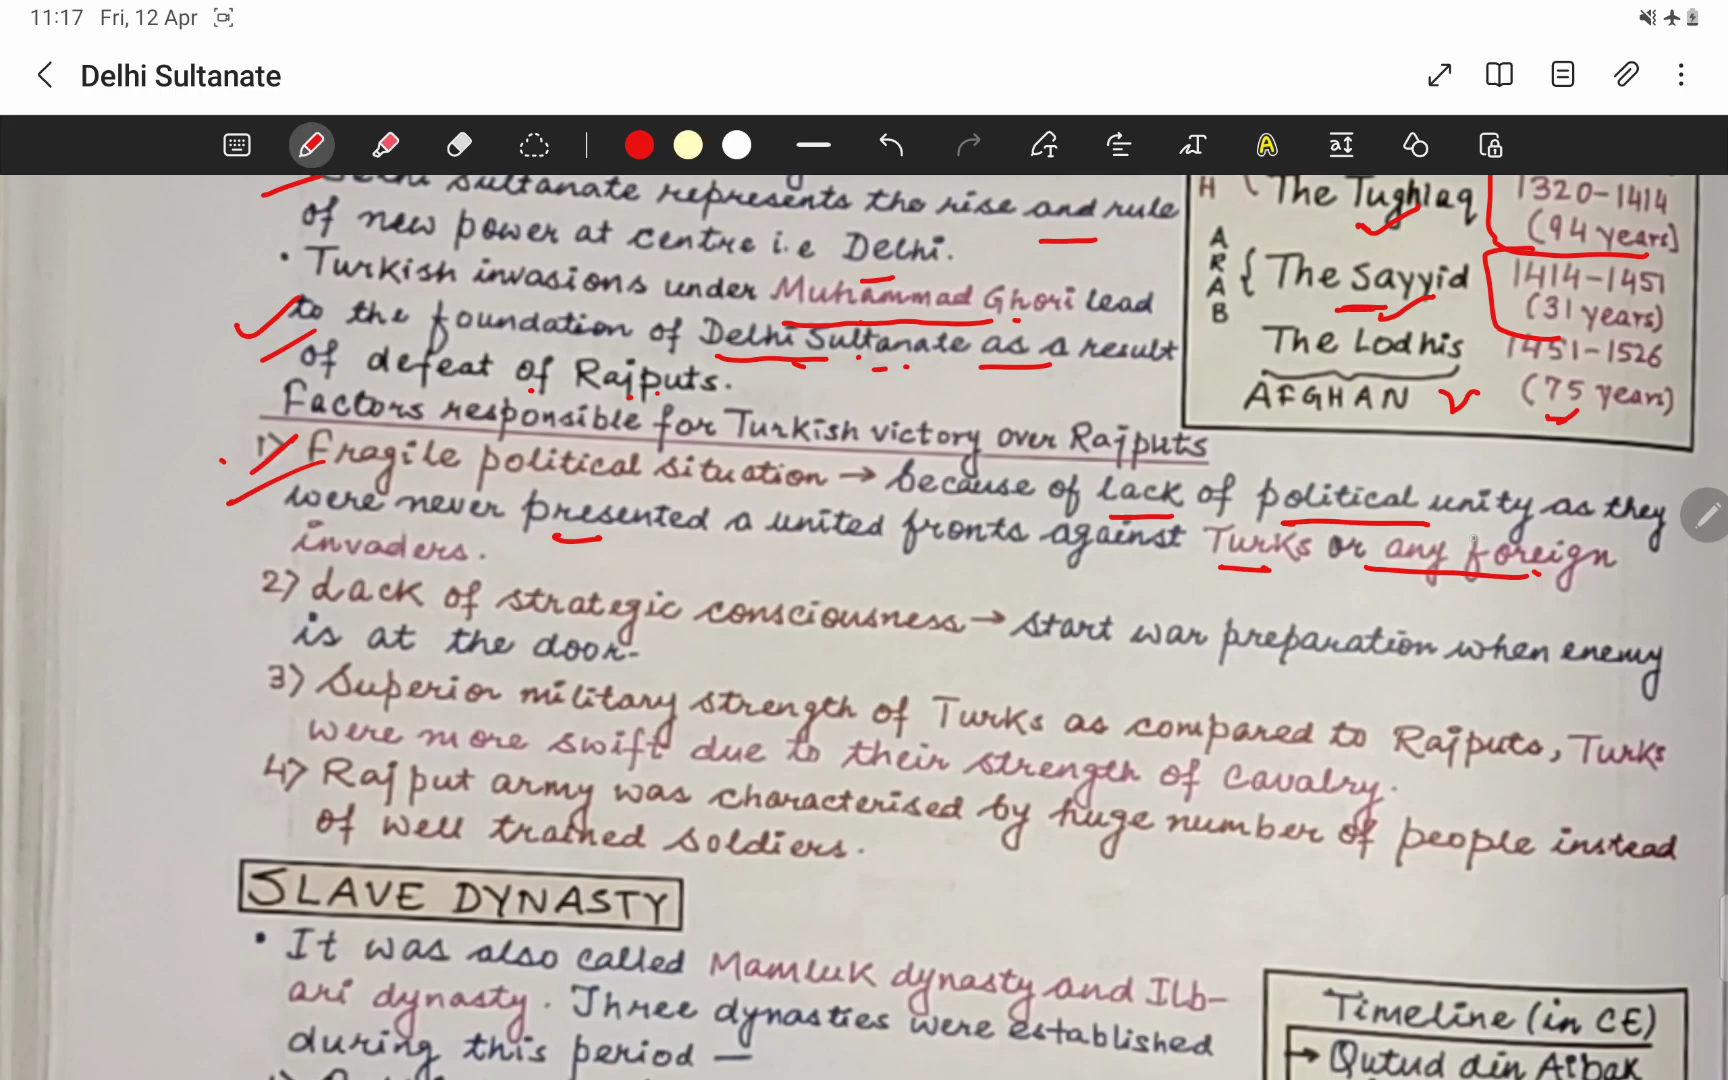 11:17 Fri, 12 Apr
Delhi Sultanate
Delhi Sultanate represents the rise and rule
of new power at centre i.e Delhi.
• Turkish invasions under Muhammad Ghori lead
to the foundation of Delhi Sultanate as a result
of defeat of Rajputs.
Factors responsible for Turkish victory over Rajputs
1) Fragile political situation → because of lack of political unity as they
were never presented a united fronts against Turks or any foreign
invaders.
2) Lack of strategic consciousness → start war preparation when enemy
is at the door-
3) Superior military strength of Turks as compared to Rajputs, Turks
were more swift due to their strength of cavalry.
4) Rajput army was characterised by huge number of people instead
of well trained soldiers.
SLAVE DYNASTY
• It was also called Mamluk dynasty and Ilb-
ari dynasty. Three dynasties were established
during this period —
H
The Tughlaq 1320-1414
(94 years)
ARAB { The Sayyid 1414-1451
(31 years)
The Lodhis 1451-1526
AFGHAN (75 years)
Timeline (in CE)
→ Qutud din Aibak